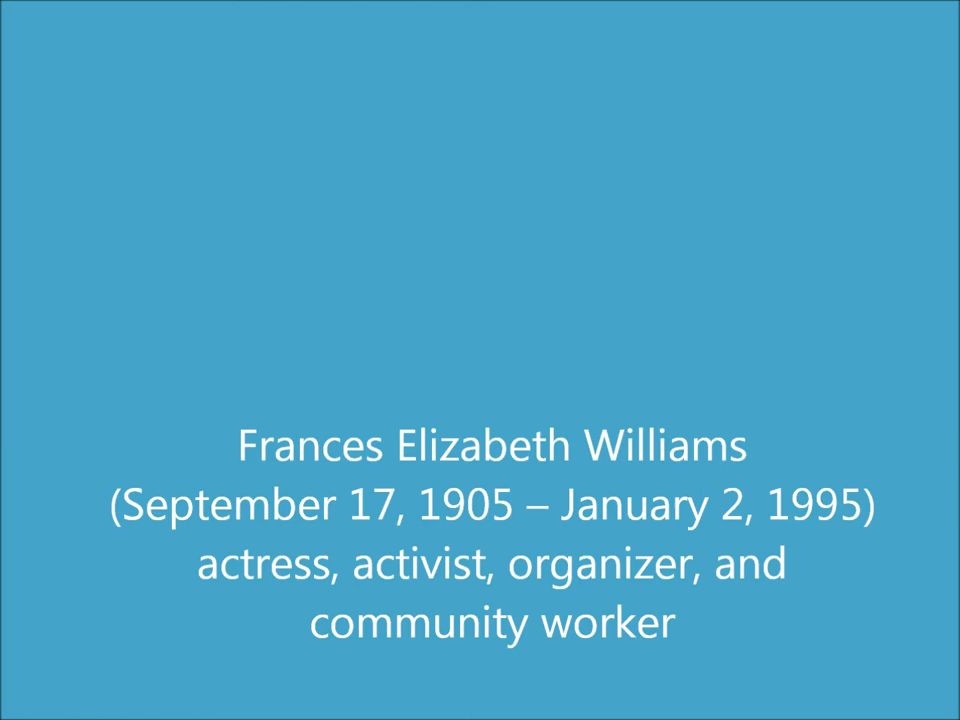 Frances Elizabeth Williams
(September 17, 1905 – January 2, 1995)
actress, activist, organizer, and
community worker